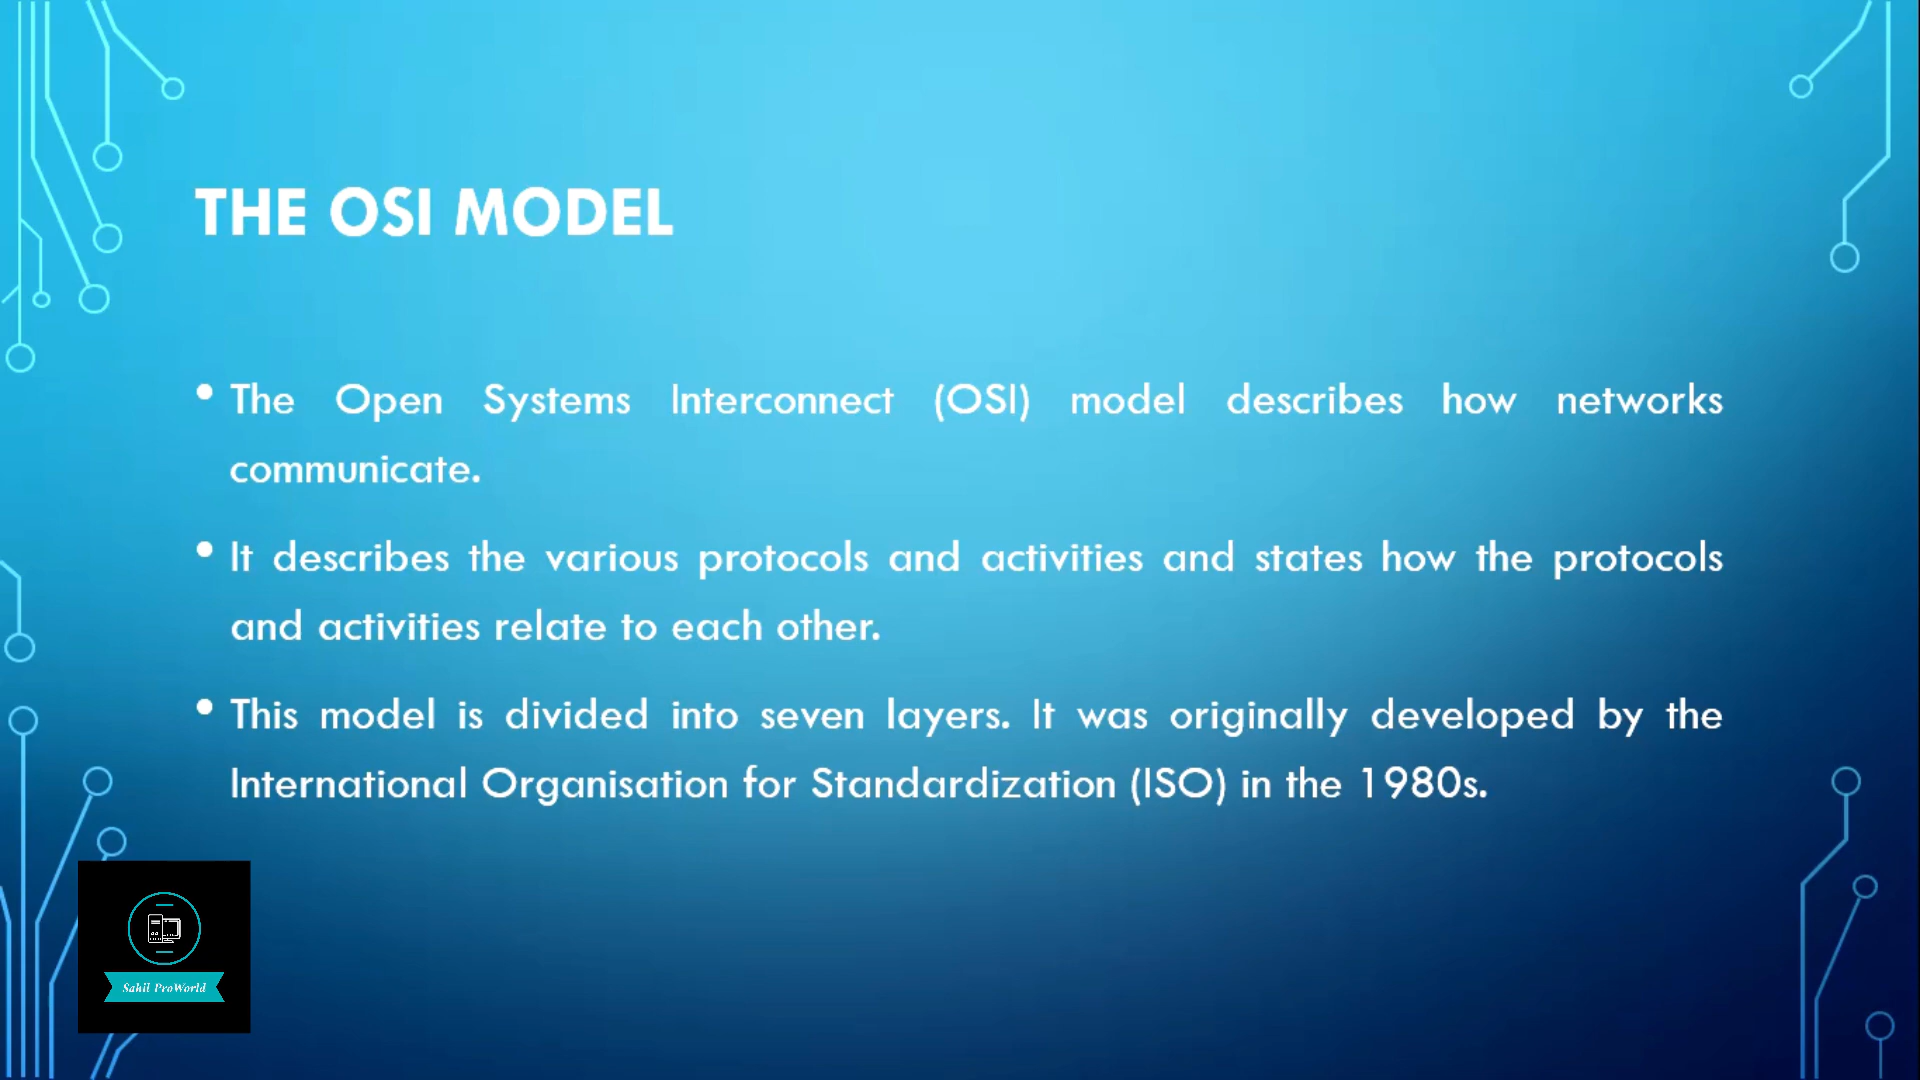 THE OSI MODEL
• The Open Systems Interconnect (OSI) model describes how networks
communicate.
• It describes the various protocols and activities and states how the protocols
and activities relate to each other.
• This model is divided into seven layers. It was originally developed by the
International Organisation for Standardization (ISO) in the 1980s.
Sahil ProWorld